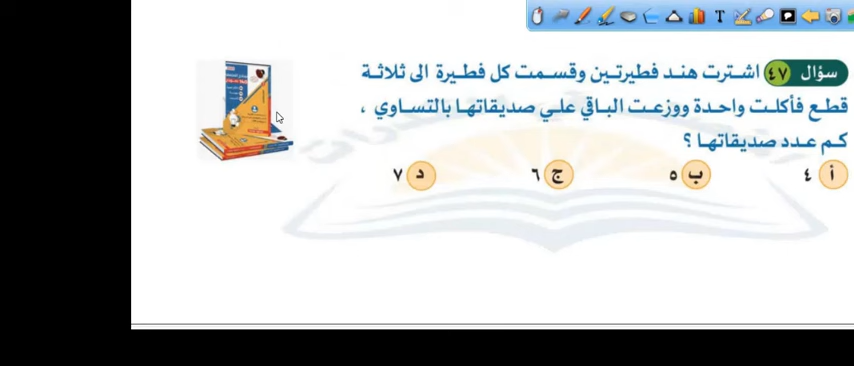 سؤال ٤٧ اشترت هند فطيرتين وقسمت كل فطيرة الى ثلاثة
قطع فأكلت واحدة ووزعت الباقي علي صديقاتها بالتساوي ،
كم عدد صديقاتها ؟
أ ٤ ب ٥ ج ٦ د ٧